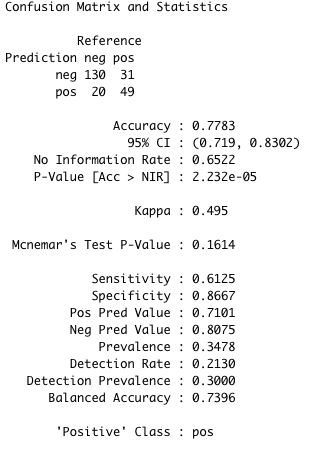 Confusion Matrix and Statistics
Reference
Prediction neg pos
neg 130 31
pos 20 49
Accuracy : 0.7783
95% CI : (0.719, 0.8302)
No Information Rate : 0.6522
P-Value [Acc > NIR] : 2.232e-05
Kappa : 0.495
Mcnemar's Test P-Value : 0.1614
Sensitivity : 0.6125
Specificity : 0.8667
Pos Pred Value : 0.7101
Neg Pred Value : 0.8075
Prevalence : 0.3478
Detection Rate : 0.2130
Detection Prevalence : 0.3000
Balanced Accuracy : 0.7396
'Positive' Class : pos